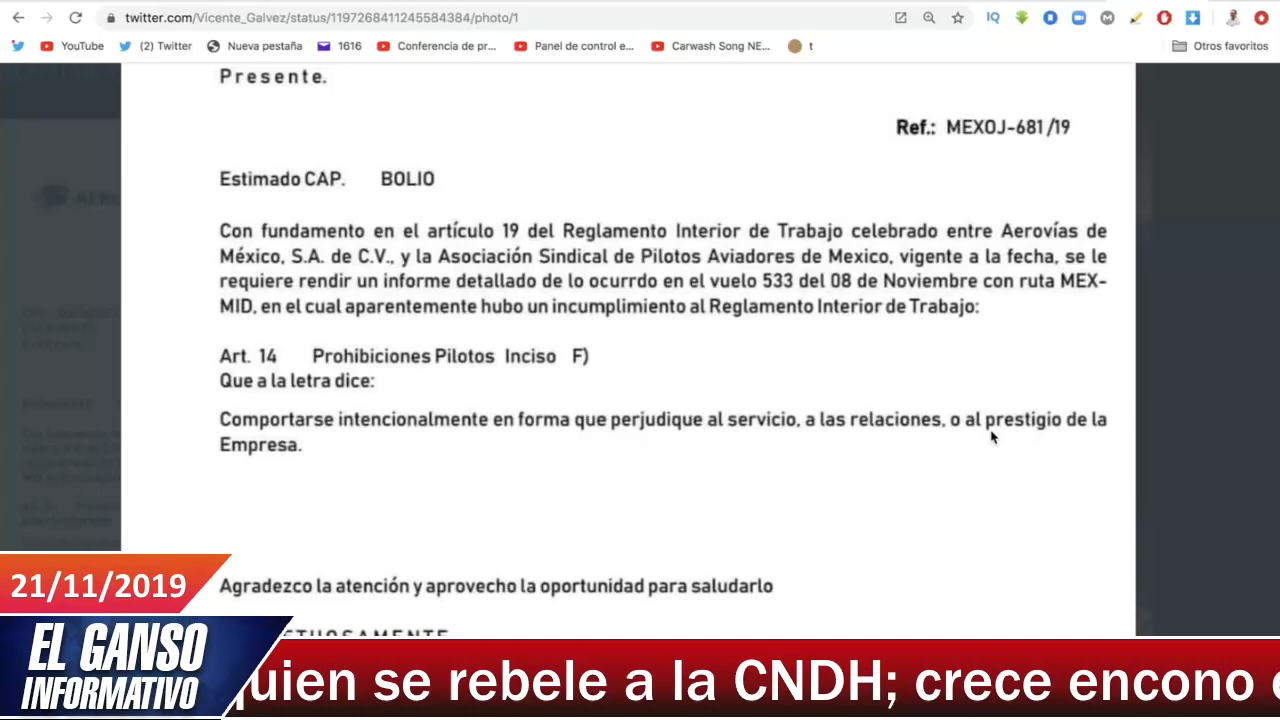 twitter.com/Vicente_Galvez/status/1197268411245584384/photo/1
YouTube (2) Twitter Nueva pestaña 1616 Conferencia de pr... Panel de control e... Carwash Song NE... t Otros favoritos
Presente.
Ref.: MEXOJ-681/19
Estimado CAP. BOLIO
Con fundamento en el artículo 19 del Reglamento Interior de Trabajo celebrado entre Aerovías de
México, S.A. de C.V., y la Asociación Sindical de Pilotos Aviadores de Mexico, vigente a la fecha, se le
requiere rendir un informe detallado de lo ocurrdo en el vuelo 533 del 08 de Noviembre con ruta MEX-
MID, en el cual aparentemente hubo un incumplimiento al Reglamento Interior de Trabajo:
Art. 14 Prohibiciones Pilotos Inciso F)
Que a la letra dice:
Comportarse intencionalmente en forma que perjudique al servicio, a las relaciones, o al prestigio de la
Empresa.
Agradezco la atención y aprovecho la oportunidad para saludarlo
21/11/2019
EL GANSO
INFORMATIVO
quien se rebele a la CNDH; crece encono